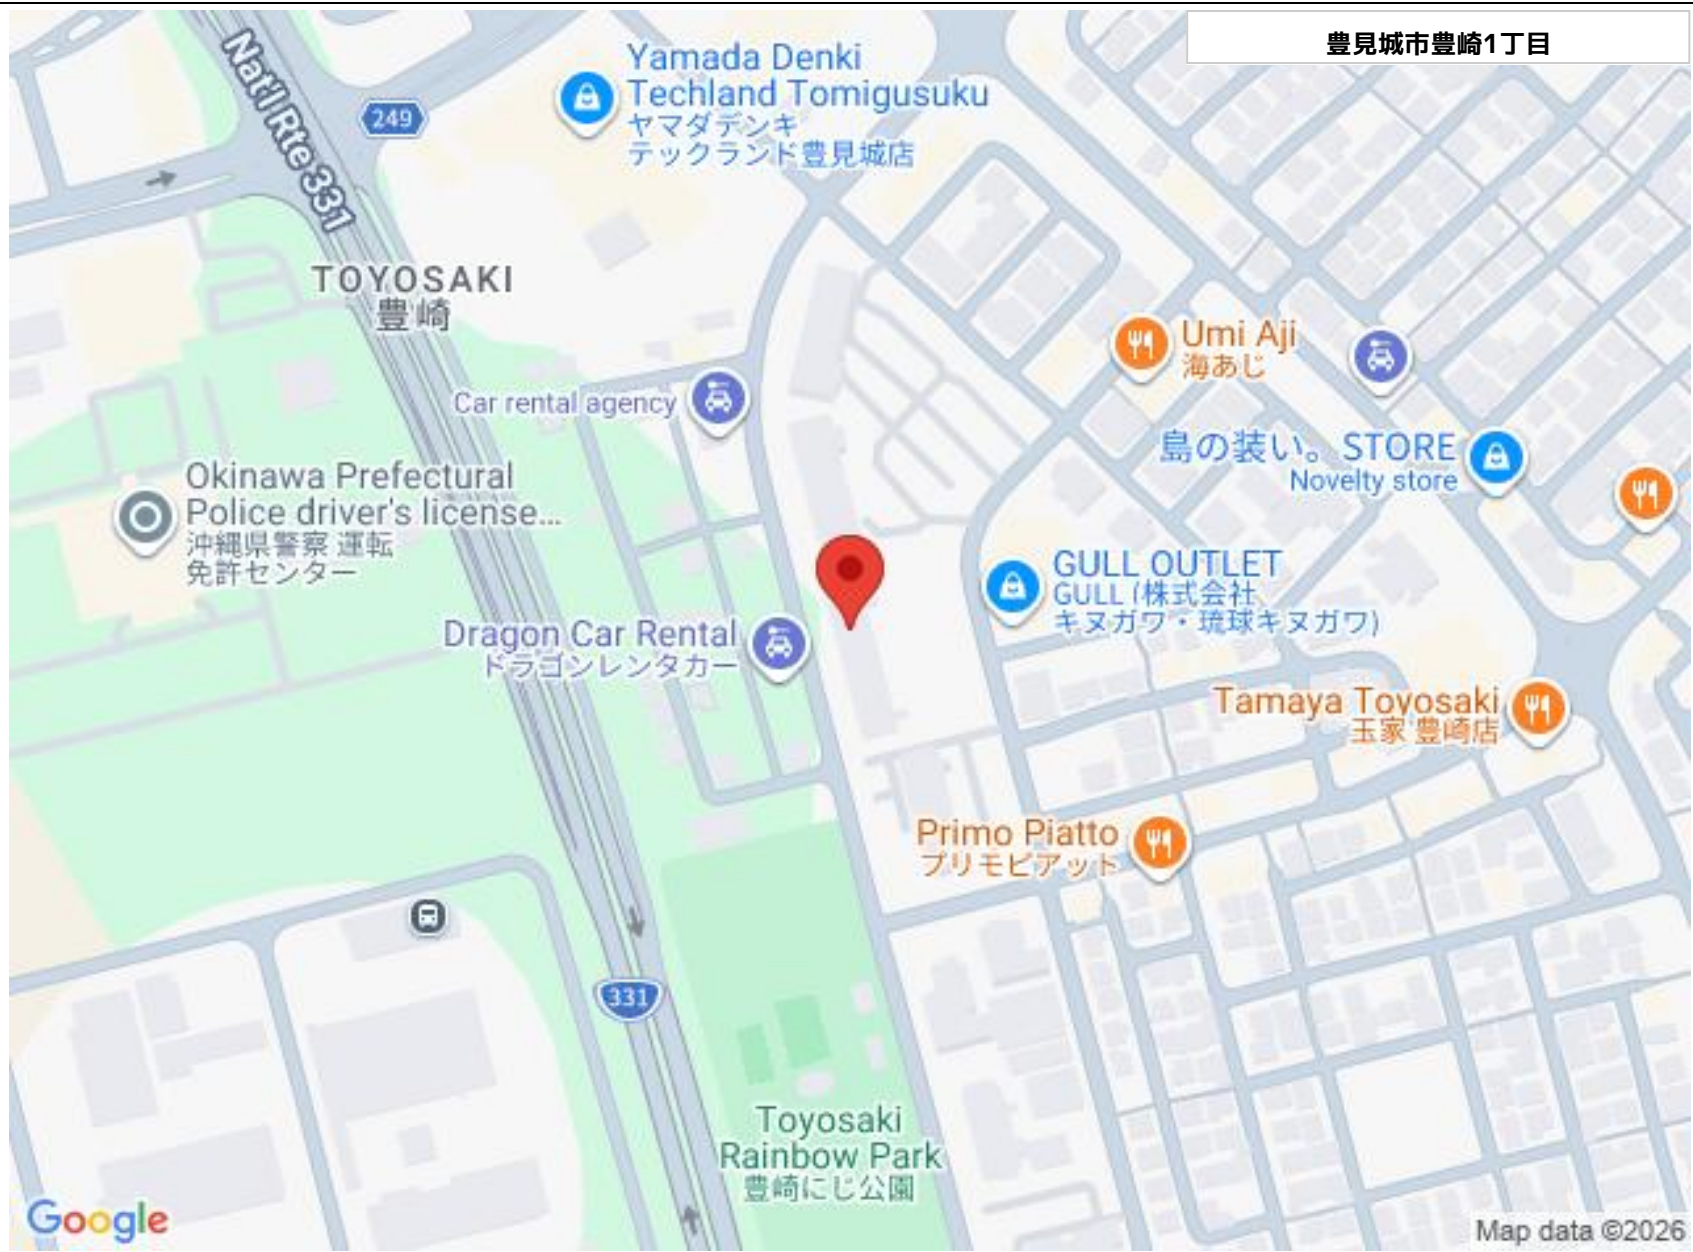 豊見城市豊崎1丁目
Nat'l Rte 331
249
Yamada Denki
Techland Tomigusuku
ヤマダデンキ
テックランド豊見城店
TOYOSAKI
豊崎
Umi Aji
海あじ
Car rental agency
島の装い。STORE
Novelty store
Okinawa Prefectural
Police driver's license...
沖縄県警察 運転
免許センター
GULL OUTLET
GULL (株式会社
キヌガワ・琉球キヌガワ)
Dragon Car Rental
ドラゴンレンタカー
Tamaya Toyosaki
玉家 豊崎店
Primo Piatto
プリモピアット
331
Toyosaki
Rainbow Park
豊崎にじ公園
Google
Map data ©2026